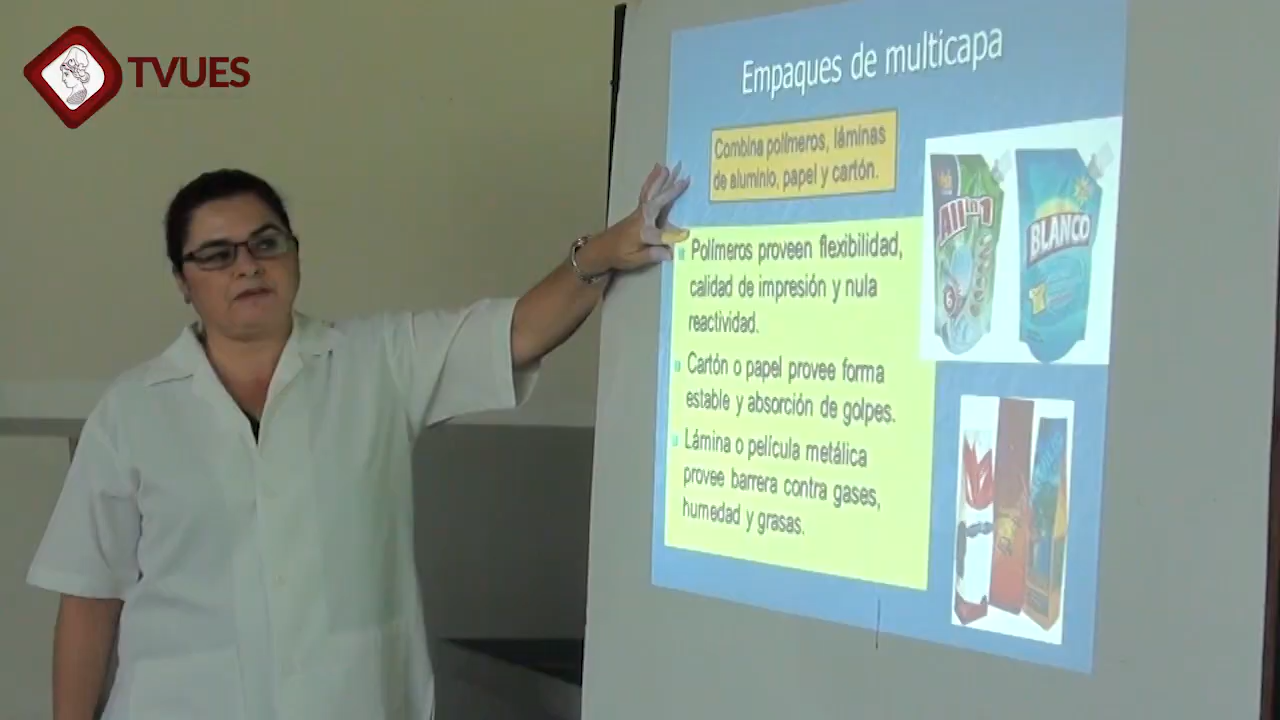 TVUES
Empaques de multicapa
Combina polímeros, láminas
de aluminio, papel y cartón.
Polímeros proveen flexibilidad,
calidad de impresión y nula
reactividad.
Cartón o papel provee forma
estable y absorción de golpes.
Lámina o película metálica
provee barrera contra gases,
humedad y grasas.
All in 1
BLANCO